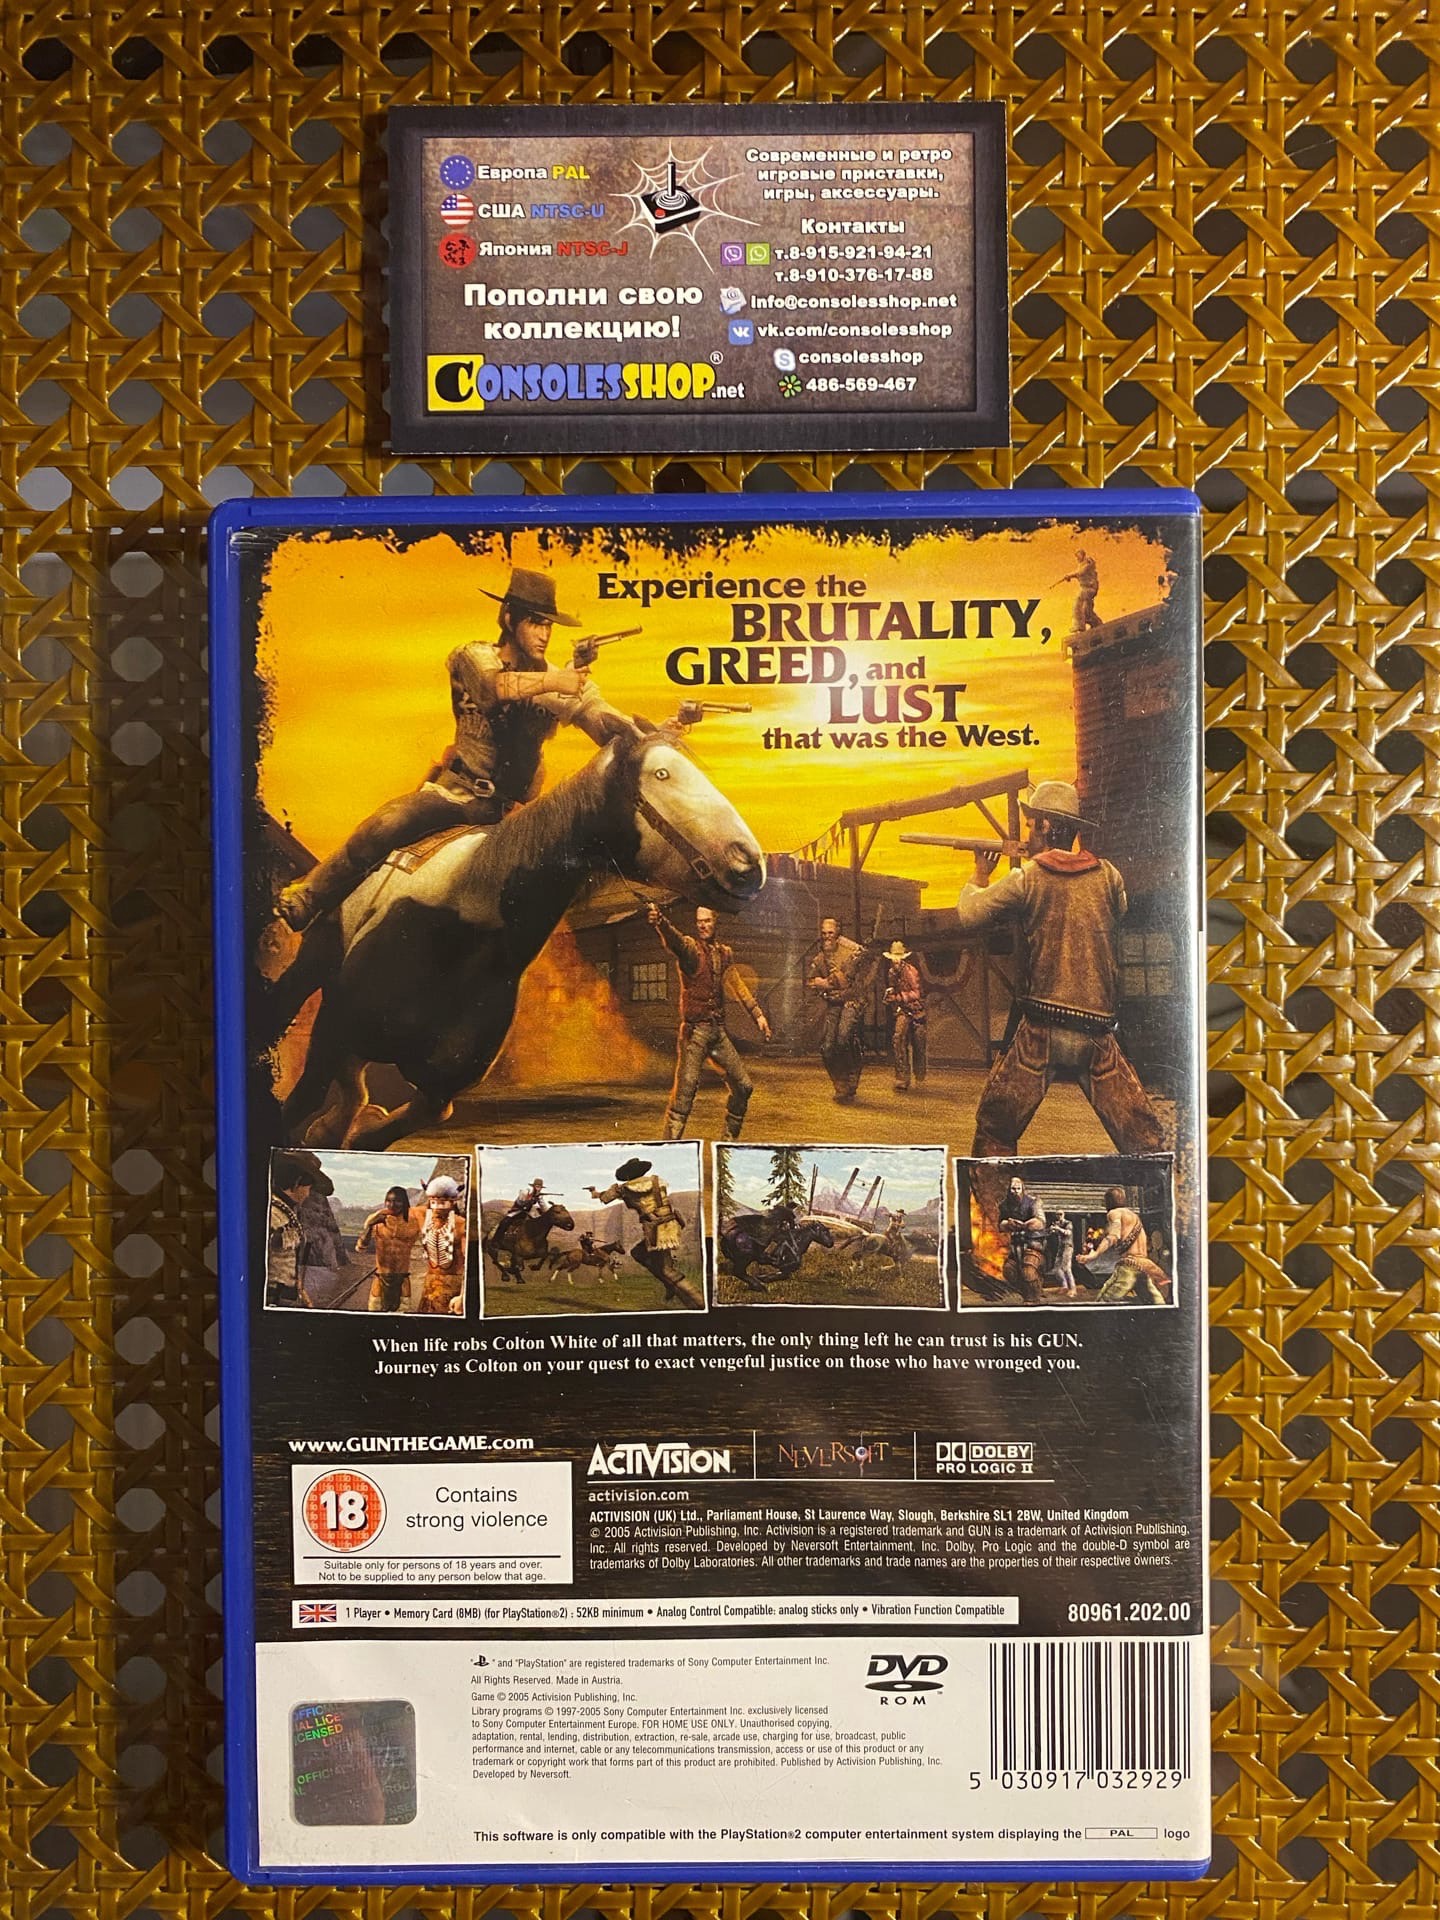 Европа PAL
США NTSC-U
Япония NTSC-J
Пополни свою
коллекцию!
CONSOLESSHOP.net
®
Современные и ретро
игровые приставки,
игры, аксессуары.
Контакты
т.8-915-921-94-21
т.8-910-376-17-88
info@consolesshop.net
vk.com/consolesshop
consolesshop
486-569-467
Experience the
BRUTALITY,
GREED, and
LUST
that was the West.
When life robs Colton White of all that matters, the only thing left he can trust is his GUN.
Journey as Colton on your quest to exact vengeful justice on those who have wronged you.
www.GUNTHEGAME.com
18
Contains
strong violence
Suitable only for persons of 18 years and over.
Not to be supplied to any person below that age.
ACTIVISION®
NEVERSOFT
DOLBY
PRO LOGIC II
activision.com
ACTIVISION (UK) Ltd., Parliament House, St Laurence Way, Slough, Berkshire SL1 2BW, United Kingdom
© 2005 Activision Publishing, Inc. Activision is a registered trademark and GUN is a trademark of Activision Publishing,
Inc. All rights reserved. Developed by Neversoft Entertainment, Inc. Dolby, Pro Logic and the double-D symbol are
trademarks of Dolby Laboratories. All other trademarks and trade names are the properties of their respective owners.
1 Player • Memory Card (8MB) (for PlayStation®2) : 52KB minimum • Analog Control Compatible: analog sticks only • Vibration Function Compatible
80961.202.00
" " and "PlayStation" are registered trademarks of Sony Computer Entertainment Inc.
All Rights Reserved. Made in Austria.
Game © 2005 Activision Publishing, Inc.
Library programs © 1997-2005 Sony Computer Entertainment Inc. exclusively licensed
to Sony Computer Entertainment Europe. FOR HOME USE ONLY. Unauthorised copying,
adaptation, rental, lending, distribution, extraction, re-sale, arcade use, charging for use, broadcast, public
performance and internet, cable or any telecommunications transmission, access or use of this product or any
trademark or copyright work that forms part of this product are prohibited. Published by Activision Publishing, Inc.
Developed by Neversoft.
DVD
ROM
™
5 030917 032929
This software is only compatible with the PlayStation®2 computer entertainment system displaying the PAL logo